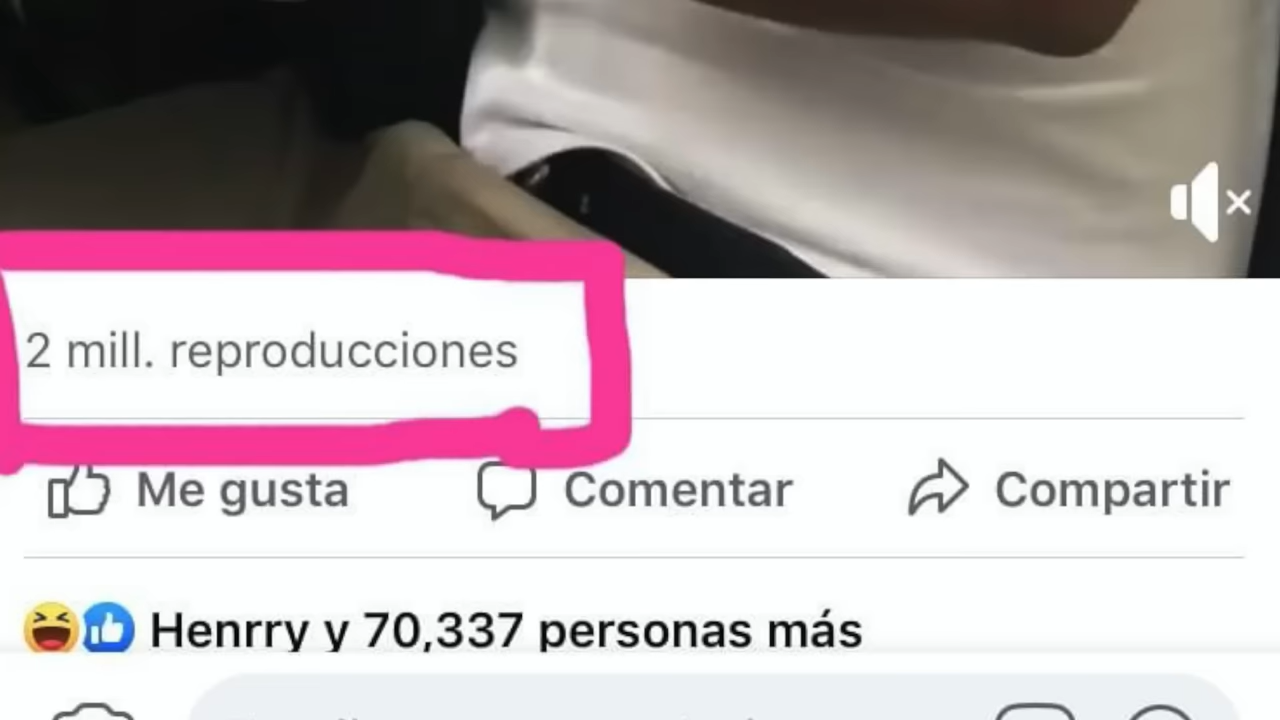 2 mill. reproducciones
Me gusta Comentar Compartir
Henrry y 70,337 personas más